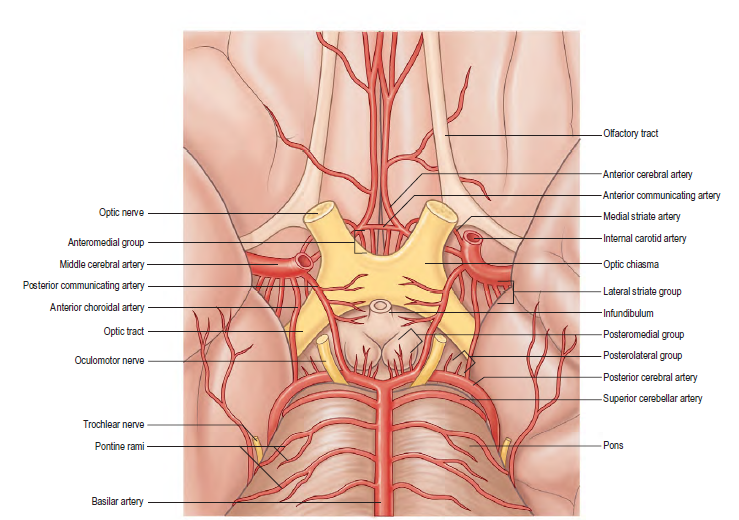 Olfactory tract
Anterior cerebral artery
Anterior communicating artery
Optic nerve
Medial striate artery
Anteromedial group
Internal carotid artery
Middle cerebral artery
Optic chiasma
Posterior communicating artery
Lateral striate group
Anterior choroidal artery
Infundibulum
Optic tract
Posteromedial group
Oculomotor nerve
Posterolateral group
Posterior cerebral artery
Superior cerebellar artery
Trochlear nerve
Pontine rami
Pons
Basilar artery